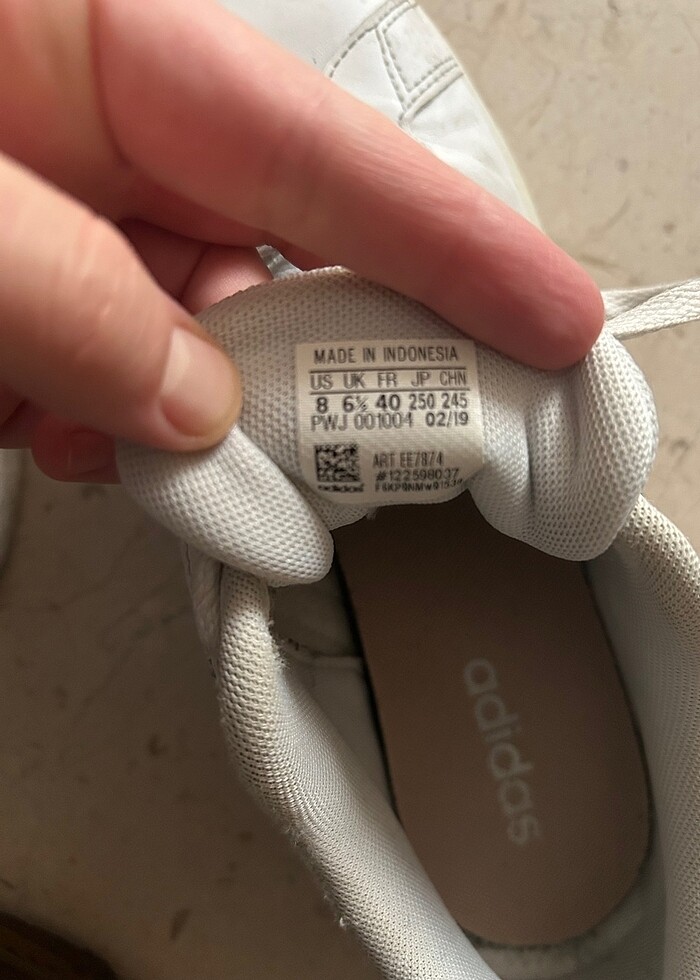 MADE IN INDONESIA
US UK FR JP CHN
8 6½ 40 250 245
PWJ 001004 02/19
ART EE7874
#122598037
adidas
adidas